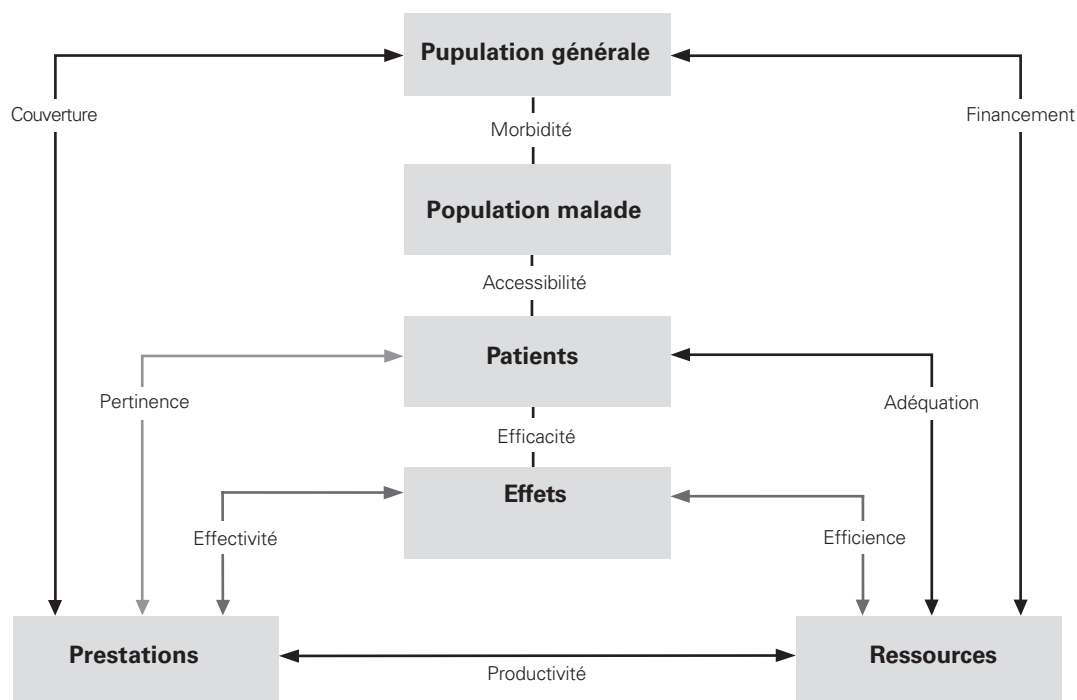 Pupulation générale
Couverture
Financement
Morbidité
Population malade
Accessibilité
Patients
Pertinence
Adéquation
Efficacité
Effets
Effectivité
Efficience
Prestations
Ressources
Productivité